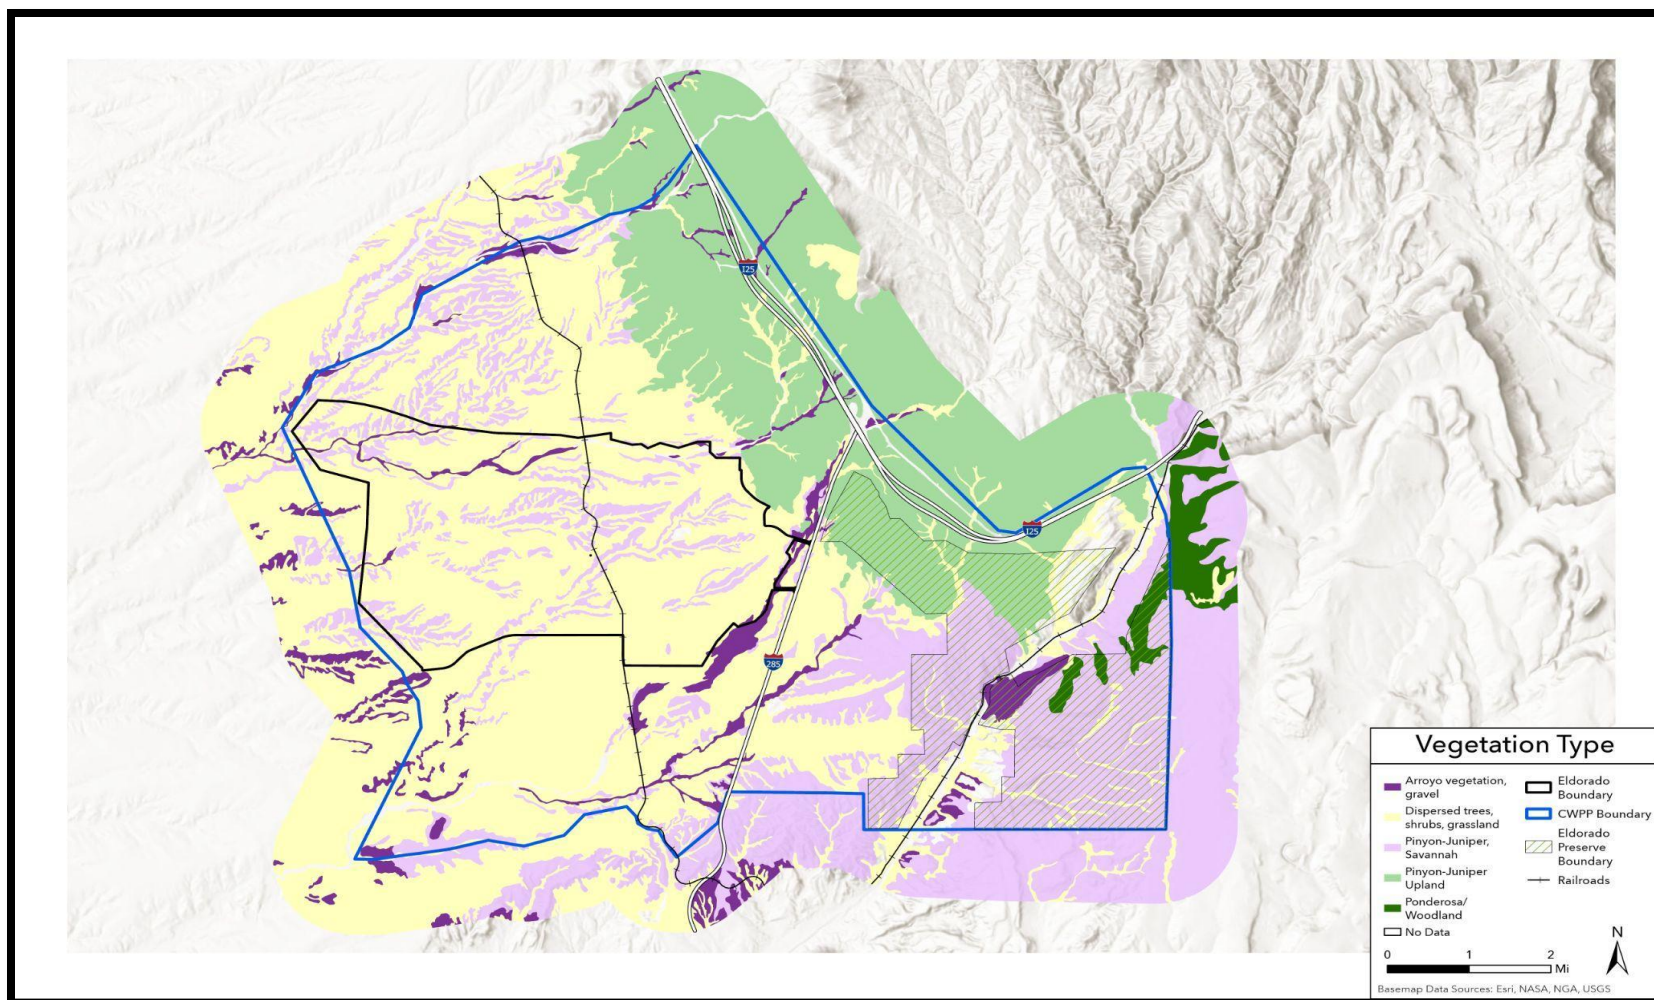 I25
I25
285
Vegetation Type
Arroyo vegetation,
gravel
Dispersed trees,
shrubs, grassland
Pinyon-Juniper,
Savannah
Pinyon-Juniper
Upland
Ponderosa/
Woodland
No Data
Eldorado
Boundary
CWPP Boundary
Eldorado
Preserve
Boundary
Railroads
N
0 1 2
Mi
Basemap Data Sources: Esri, NASA, NGA, USGS